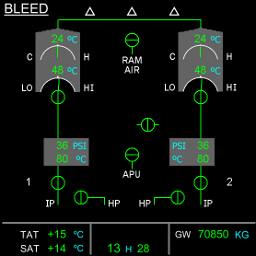 BLEED
24 °C 24 °C
C H C H
RAM
AIR
48 °C 48 °C
LO HI LO HI
36 PSI PSI 36
80 °C °C 80
1 APU 2
IP HP HP IP
TAT +15 °C GW 70850 KG
SAT +14 °C 13 H 28